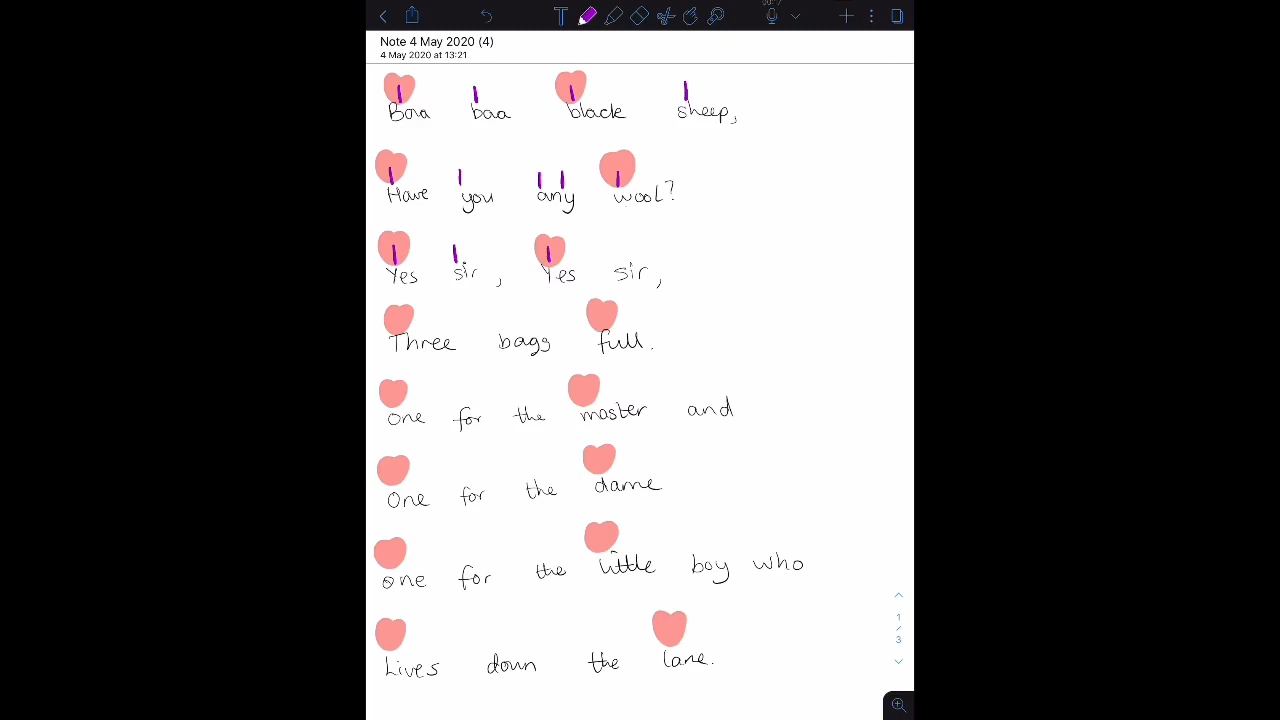 Note 4 May 2020 (4)
4 May 2020 at 13:21
Baa baa black sheep,
Have you any wool?
Yes sir, Yes sir,
Three bags full.
One for the master and
One for the dame
One for the little boy who
Lives down the lane.
1
/
3